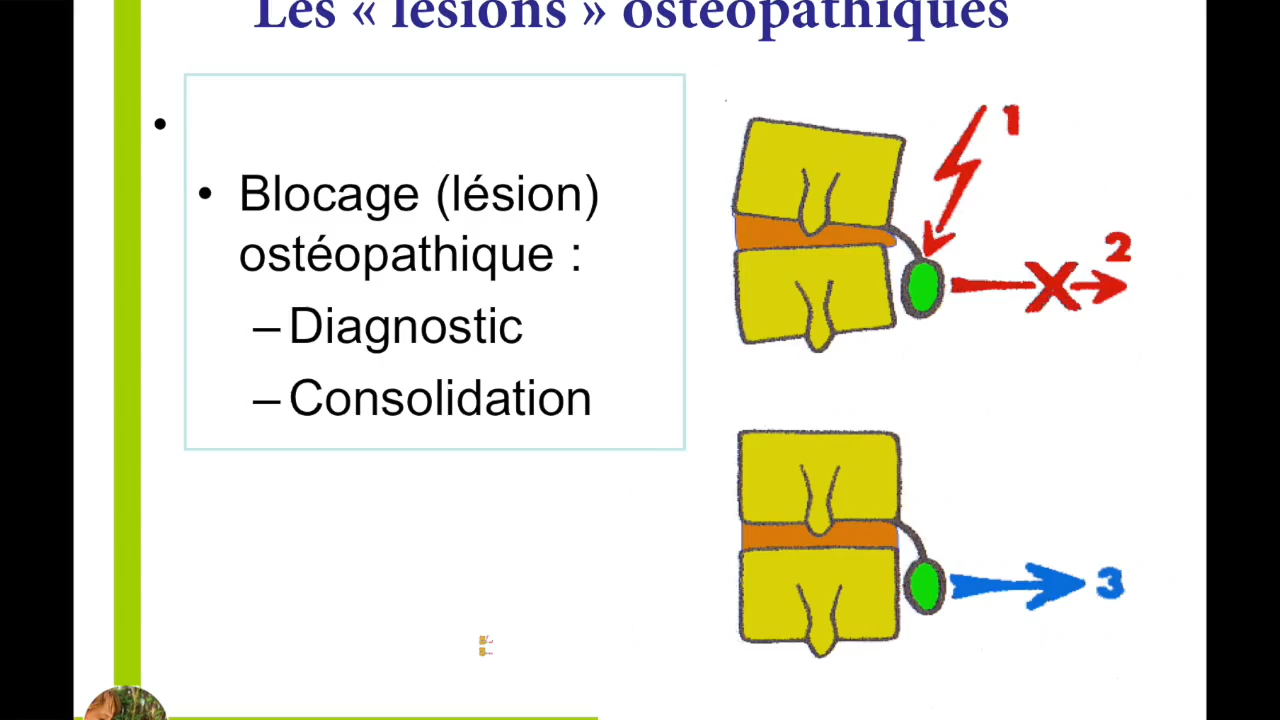 Les « lésions » ostéopathiques
•
• Blocage (lésion)
ostéopathique :
– Diagnostic
– Consolidation
1
2
3